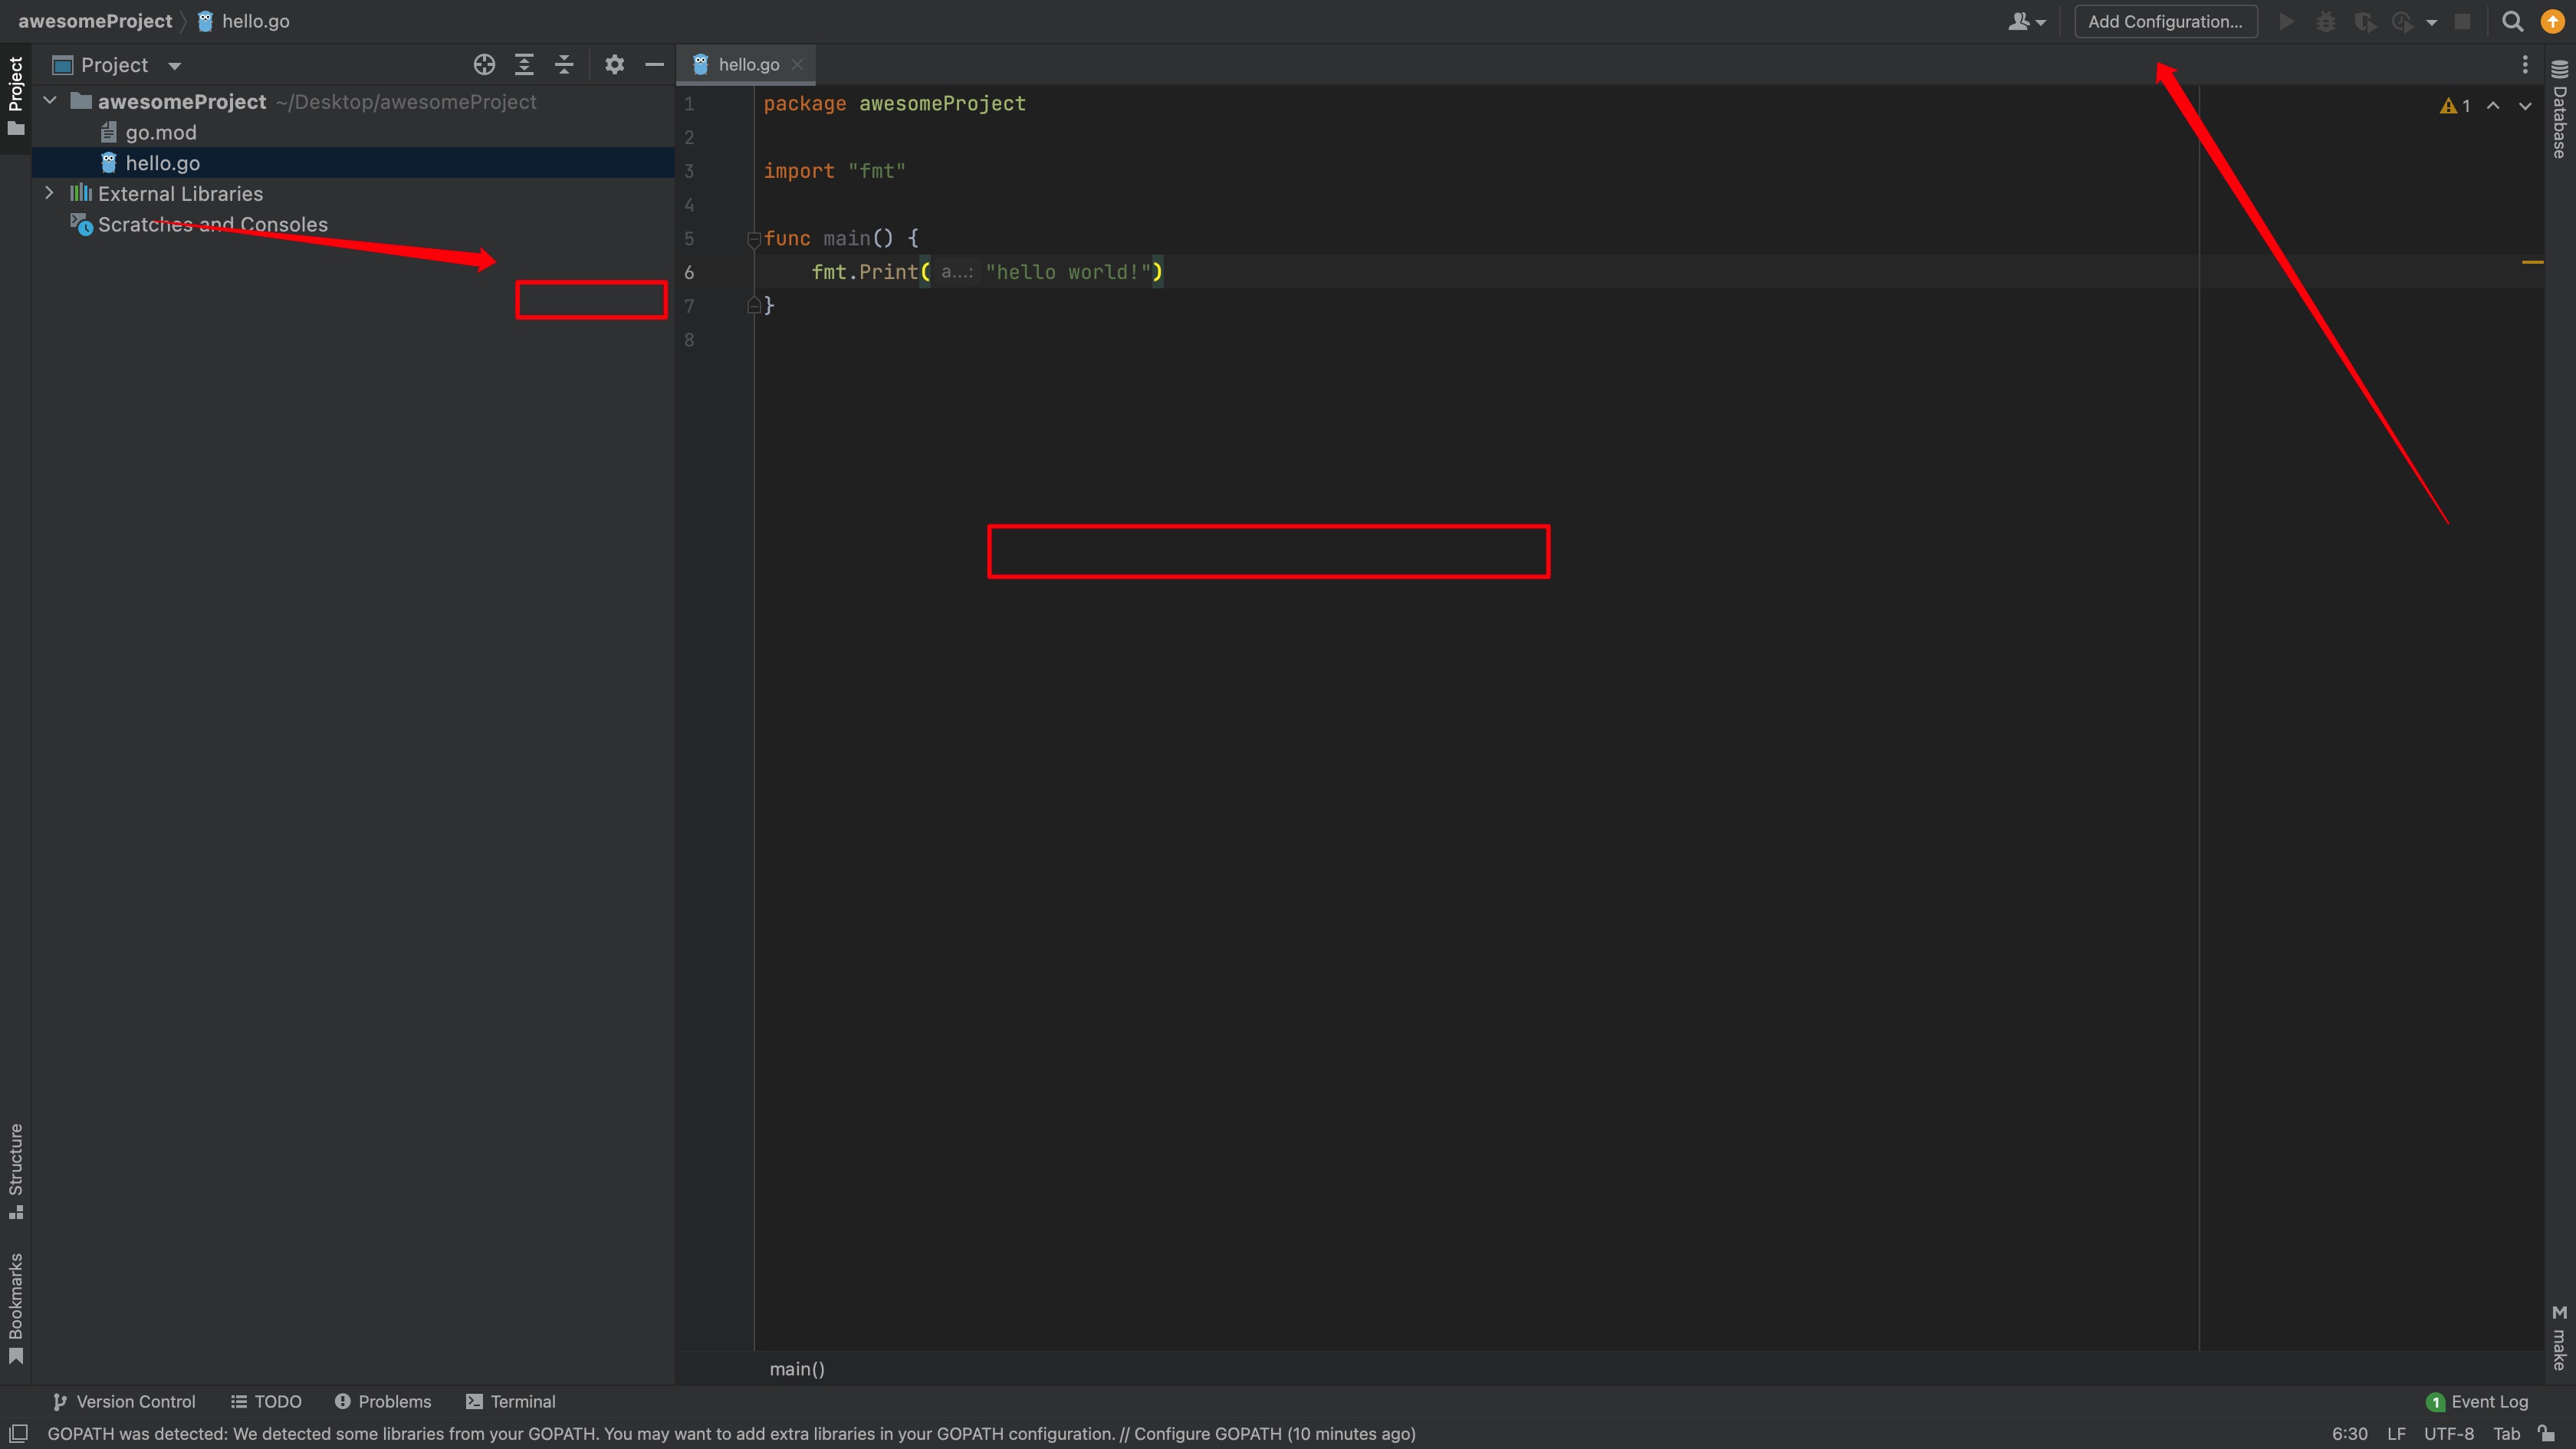 awesomeProject hello.go
Add Configuration...
Project
Project
awesomeProject ~/Desktop/awesomeProject
go.mod
hello.go
External Libraries
Scratches and Consoles
hello.go
1 package awesomeProject
2
3 import "fmt"
4
5 func main() {
6 fmt.Print( a...: "hello world!")
7 }
8
1
Database
Structure
Bookmarks
M make
main()
Version Control TODO Problems Terminal
1 Event Log
GOPATH was detected: We detected some libraries from your GOPATH. You may want to add extra libraries in your GOPATH configuration. // Configure GOPATH (10 minutes ago)
6:30 LF UTF-8 Tab